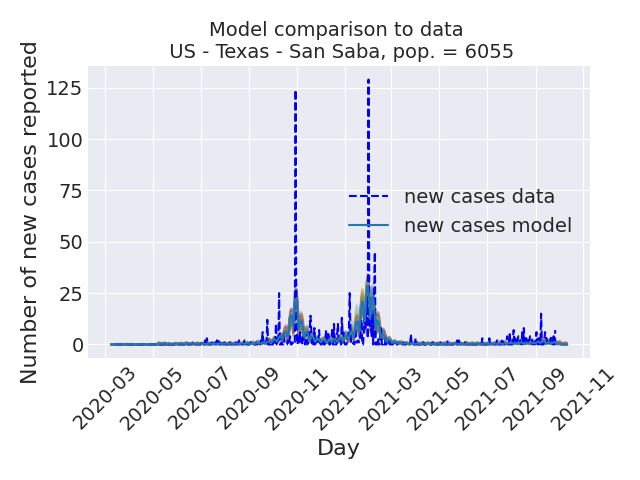 Model comparison to data
US - Texas - San Saba, pop. = 6055
Number of new cases reported
125
100
75
50
25
0
new cases data
new cases model
2020-03
2020-05
2020-07
2020-09
2020-11
2021-01
2021-03
2021-05
2021-07
2021-09
2021-11
Day